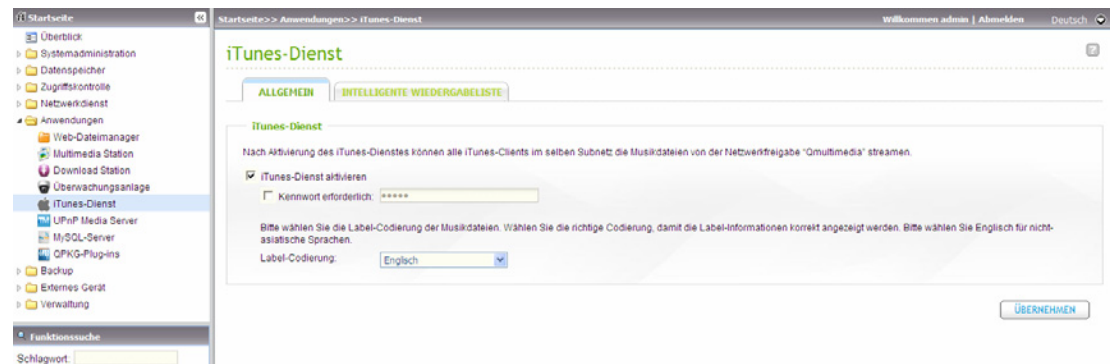 Startseite
Startseite>> Anwendungen>> iTunes-Dienst
Willkommen admin | Abmelden
Deutsch
Überblick
Systemadministration
Datenspeicher
Zugriffskontrolle
Netzwerkdienst
Anwendungen
Web-Dateimanager
Multimedia Station
Download Station
Überwachungsanlage
iTunes-Dienst
UPnP Media Server
MySQL-Server
QPKG-Plug-ins
Backup
Externes Gerät
Verwaltung
Funktionssuche
Schlagwort:
iTunes-Dienst
ALLGEMEIN
INTELLIGENTE WIEDERGABELISTE
iTunes-Dienst
Nach Aktivierung des iTunes-Dienstes können alle iTunes-Clients im selben Subnetz die Musikdateien von der Netzwerkfreigabe "Qmultimedia" streamen.
iTunes-Dienst aktivieren
Kennwort erforderlich: •••••
Bitte wählen Sie die Label-Codierung der Musikdateien. Wählen Sie die richtige Codierung, damit die Label-Informationen korrekt angezeigt werden. Bitte wählen Sie Englisch für nicht-
asiatische Sprachen.
Label-Codierung: Englisch
ÜBERNEHMEN